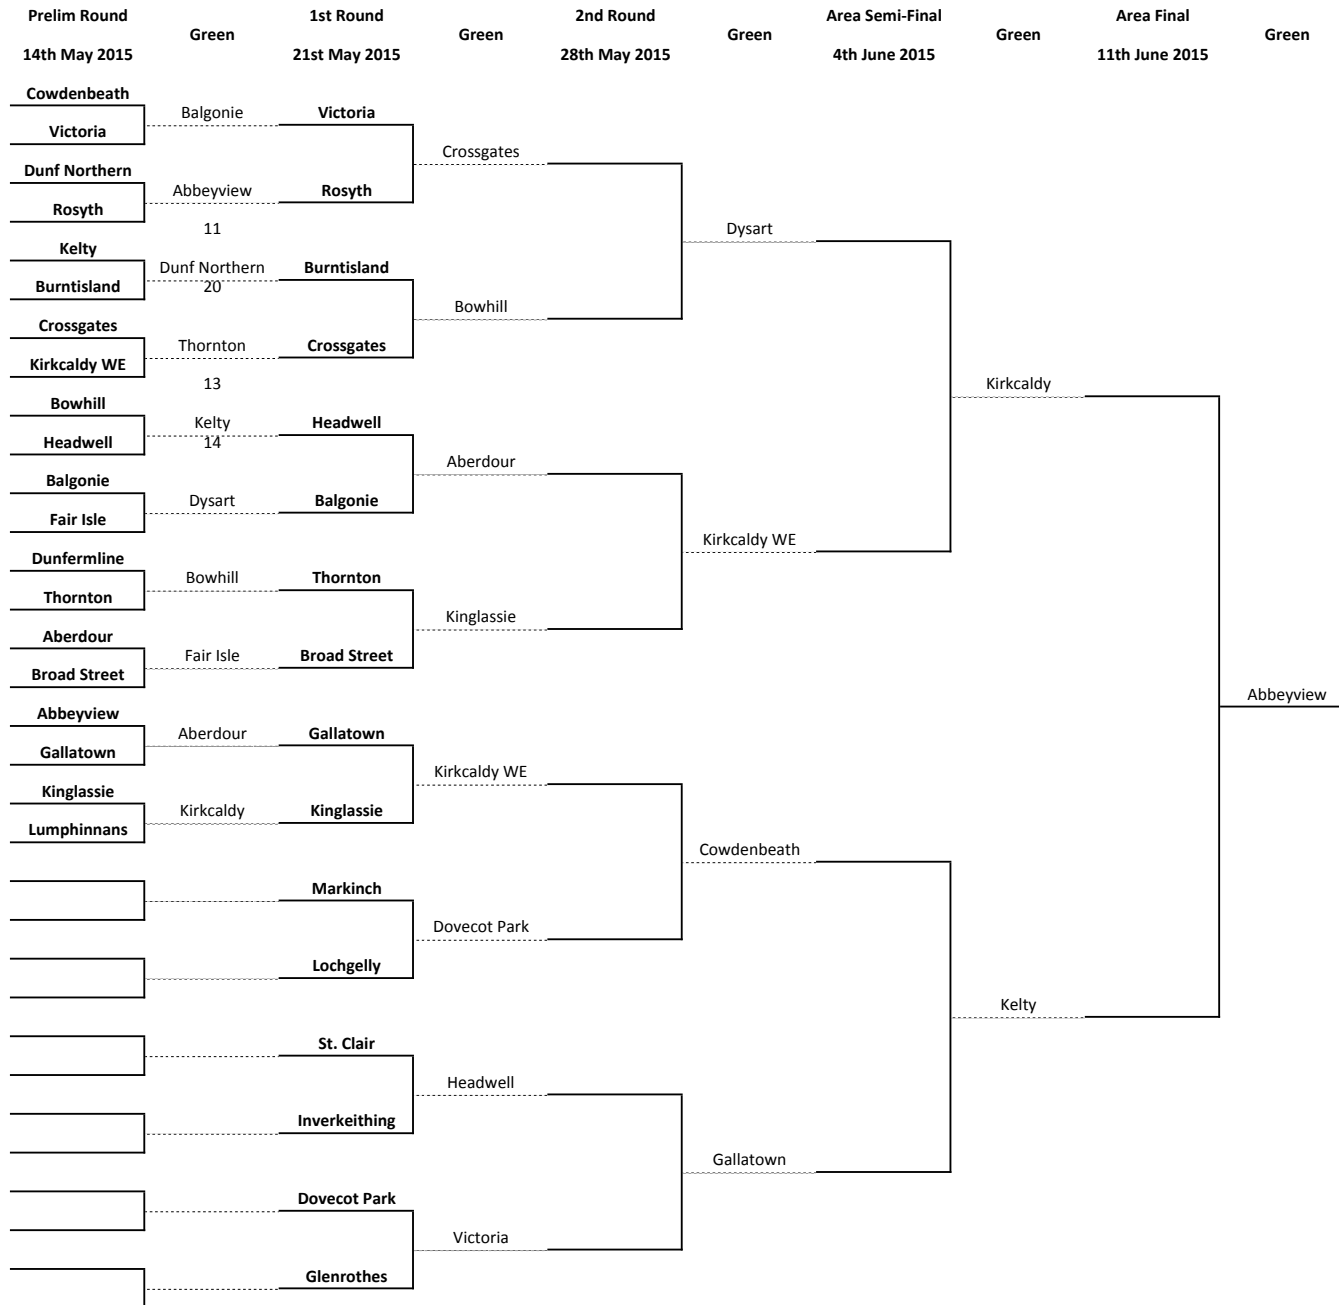 Prelim Round 1st Round 2nd Round Area Semi-Final Area Final
Green Green Green Green Green
14th May 2015 21st May 2015 28th May 2015 4th June 2015 11th June 2015
Cowdenbeath
Balgonie Victoria
Victoria
Crossgates
Dunf Northern
Abbeyview Rosyth
Rosyth
11 Dysart
Kelty
Dunf Northern Burntisland
Burntisland 20
Bowhill
Crossgates
Thornton Crossgates
Kirkcaldy WE
13 Kirkcaldy
Bowhill
Kelty Headwell
Headwell 14
Aberdour
Balgonie
Dysart Balgonie
Fair Isle
Kirkcaldy WE
Dunfermline
Bowhill Thornton
Thornton
Kinglassie
Aberdour
Fair Isle Broad Street
Broad Street
Abbeyview
Abbeyview
Aberdour Gallatown
Gallatown
Kirkcaldy WE
Kinglassie
Kirkcaldy Kinglassie
Lumphinnans
Cowdenbeath
Markinch
Dovecot Park
Lochgelly
Kelty
St. Clair
Headwell
Inverkeithing
Gallatown
Dovecot Park
Victoria
Glenrothes